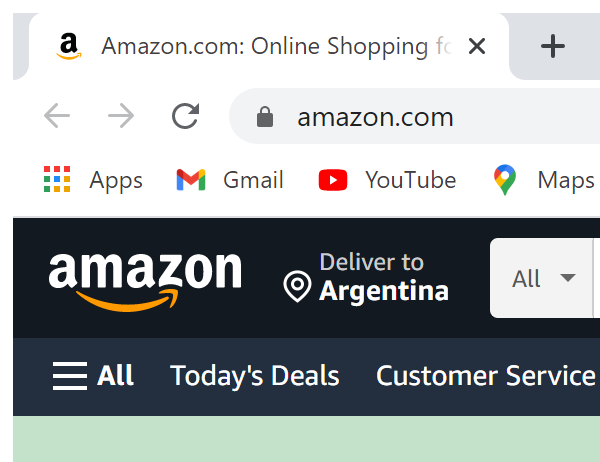 a Amazon.com: Online Shopping fo
amazon.com
Apps Gmail YouTube Maps
amazon Deliver to
Argentina All
All Today's Deals Customer Service